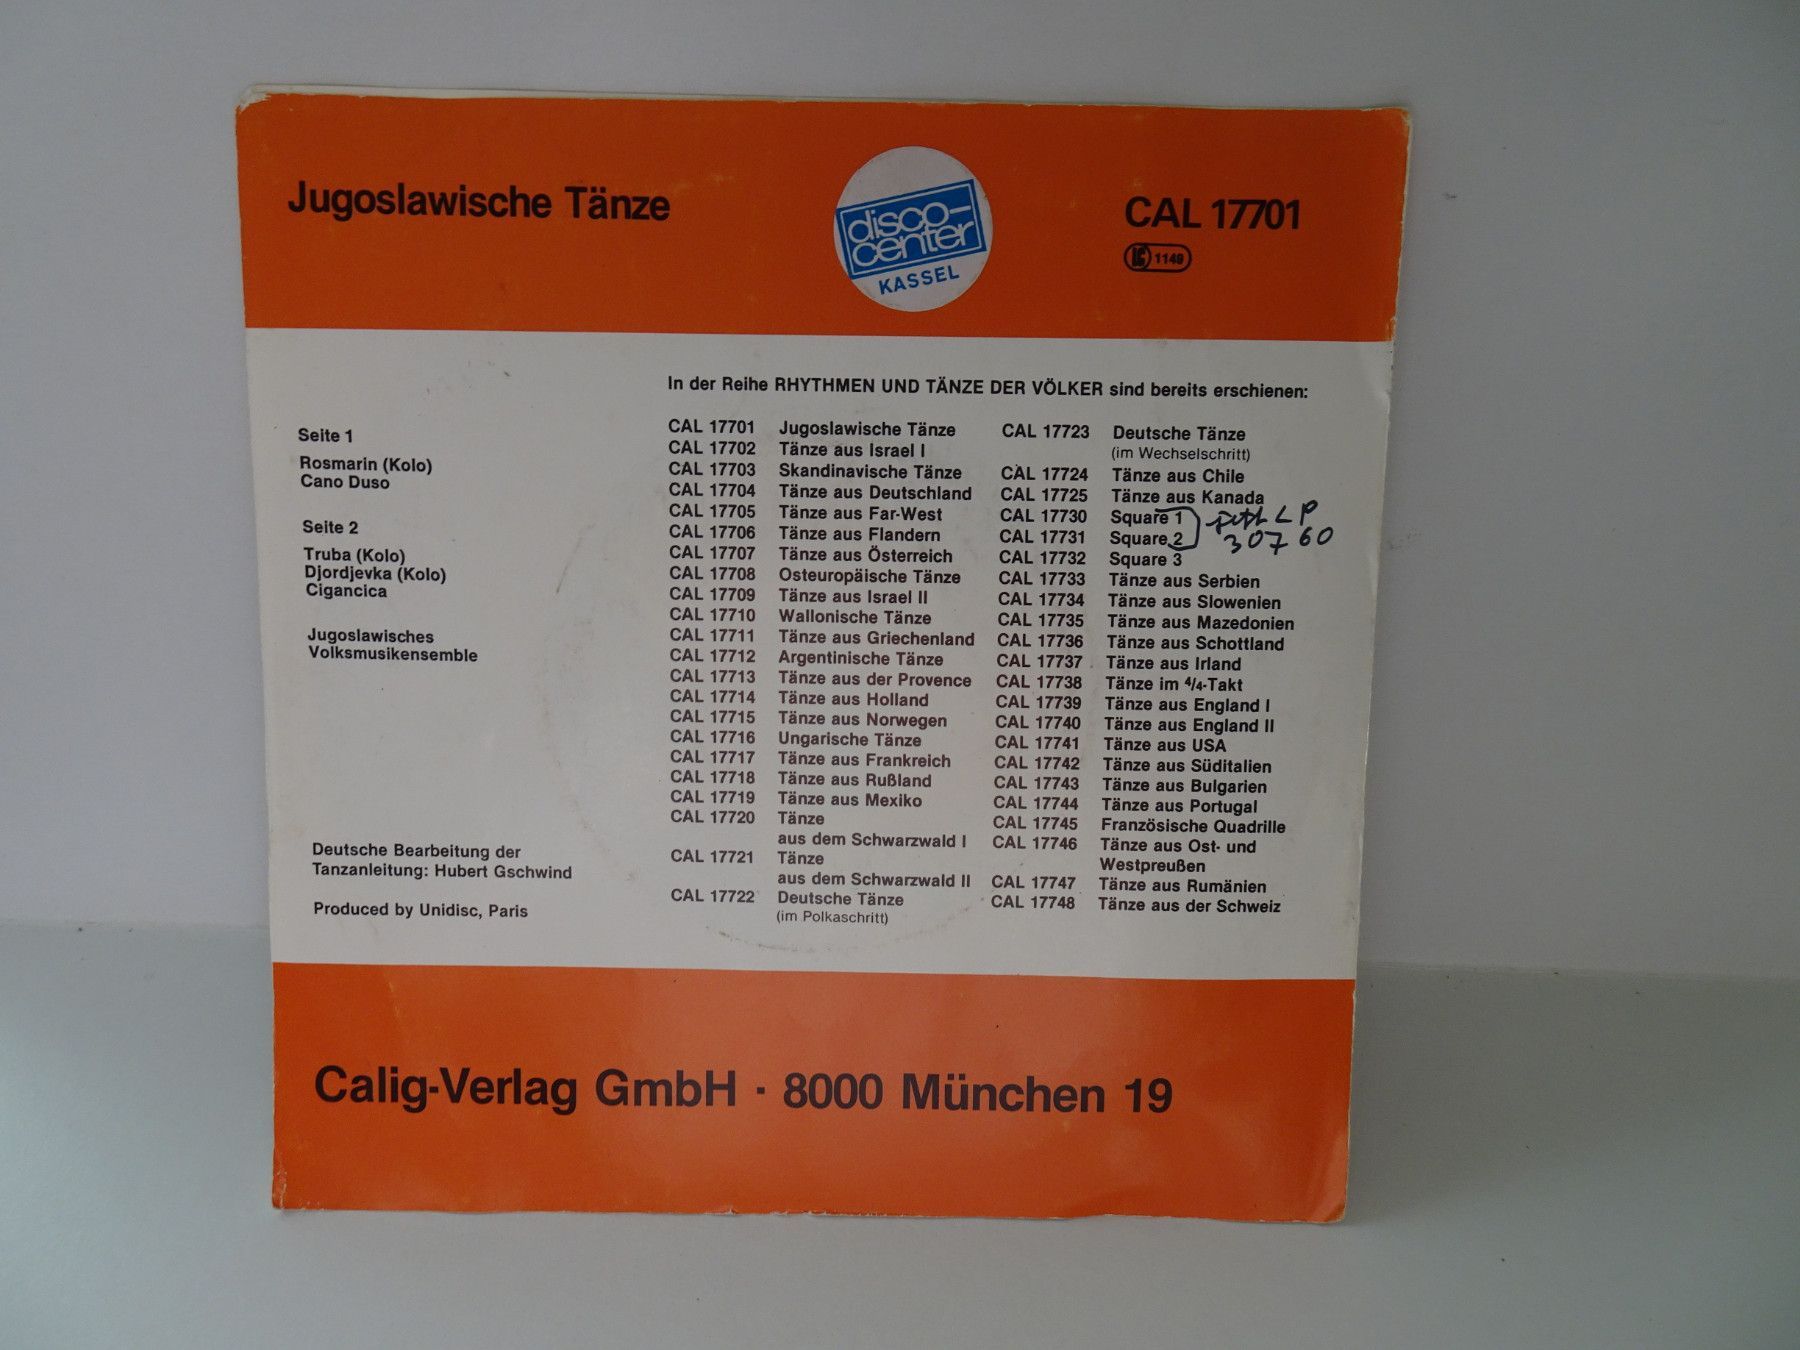 Jugoslawische Tänze
disco-
center
KASSEL
CAL 17701
LC 1149
In der Reihe RHYTHMEN UND TÄNZE DER VÖLKER sind bereits erschienen:
Seite 1
Rosmarin (Kolo)
Cano Duso
Seite 2
Truba (Kolo)
Djordjevka (Kolo)
Cigancica
Jugoslawisches
Volksmusikensemble
Deutsche Bearbeitung der
Tanzanleitung: Hubert Gschwind
Produced by Unidisc, Paris
CAL 17701 Jugoslawische Tänze
CAL 17702 Tänze aus Israel I
CAL 17703 Skandinavische Tänze
CAL 17704 Tänze aus Deutschland
CAL 17705 Tänze aus Far-West
CAL 17706 Tänze aus Flandern
CAL 17707 Tänze aus Österreich
CAL 17708 Osteuropäische Tänze
CAL 17709 Tänze aus Israel II
CAL 17710 Wallonische Tänze
CAL 17711 Tänze aus Griechenland
CAL 17712 Argentinische Tänze
CAL 17713 Tänze aus der Provence
CAL 17714 Tänze aus Holland
CAL 17715 Tänze aus Norwegen
CAL 17716 Ungarische Tänze
CAL 17717 Tänze aus Frankreich
CAL 17718 Tänze aus Rußland
CAL 17719 Tänze aus Mexiko
CAL 17720 Tänze
aus dem Schwarzwald I
CAL 17721 Tänze
aus dem Schwarzwald II
CAL 17722 Deutsche Tänze
(im Polkaschritt)
CAL 17723 Deutsche Tänze
(im Wechselschritt)
CAL 17724 Tänze aus Chile
CAL 17725 Tänze aus Kanada
CAL 17730 Square 1
CAL 17731 Square 2
LP
30760
CAL 17732 Square 3
CAL 17733 Tänze aus Serbien
CAL 17734 Tänze aus Slowenien
CAL 17735 Tänze aus Mazedonien
CAL 17736 Tänze aus Schottland
CAL 17737 Tänze aus Irland
CAL 17738 Tänze im 4/4-Takt
CAL 17739 Tänze aus England I
CAL 17740 Tänze aus England II
CAL 17741 Tänze aus USA
CAL 17742 Tänze aus Süditalien
CAL 17743 Tänze aus Bulgarien
CAL 17744 Tänze aus Portugal
CAL 17745 Französische Quadrille
CAL 17746 Tänze aus Ost- und
Westpreußen
CAL 17747 Tänze aus Rumänien
CAL 17748 Tänze aus der Schweiz
Calig-Verlag GmbH · 8000 München 19